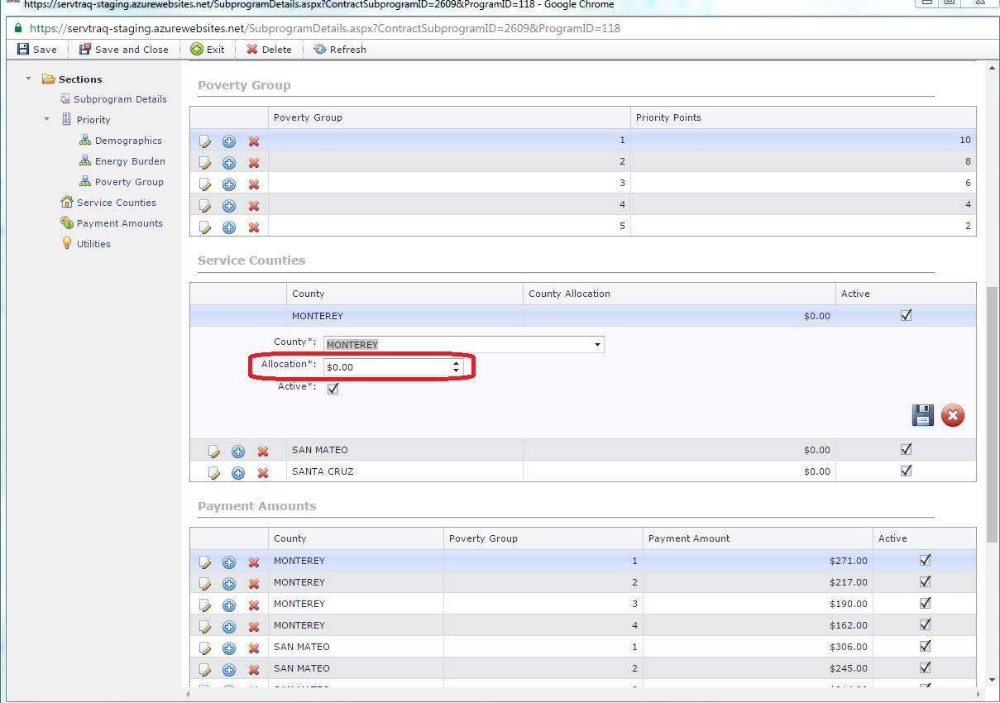 https://servtraq-staging.azurewebsites.net/SubprogramDetails.aspx?ContractSubprogramID=2609&ProgramID=118 - Google Chrome
https://servtraq-staging.azurewebsites.net/SubprogramDetails.aspx?ContractSubprogramID=2609&ProgramID=118
Save Save and Close Exit Delete Refresh
Sections
Subprogram Details
Priority
Demographics
Energy Burden
Poverty Group
Service Counties
Payment Amounts
Utilities
Poverty Group
Poverty Group Priority Points
1 10
2 8
3 6
4 4
5 2
Service Counties
County County Allocation Active
MONTEREY $0.00
County*: MONTEREY
Allocation*: $0.00
Active*:
SAN MATEO $0.00
SANTA CRUZ $0.00
Payment Amounts
County Poverty Group Payment Amount Active
MONTEREY 1 $271.00
MONTEREY 2 $217.00
MONTEREY 3 $190.00
MONTEREY 4 $162.00
SAN MATEO 1 $306.00
SAN MATEO 2 $245.00